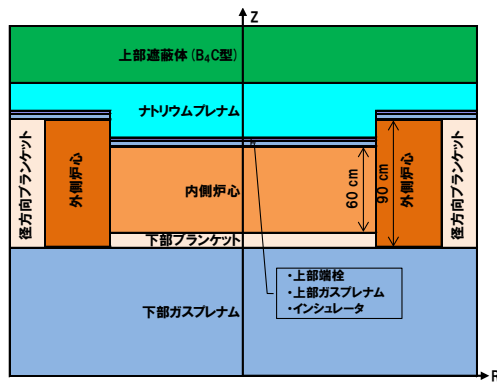 Z
上部遮蔽体(B₄C型)
ナトリウムプレナム
径方向ブランケット
外側炉心
内側炉心
60 cm
90 cm
外側炉心
径方向ブランケット
下部ブランケット
・上部端栓
・上部ガスプレナム
・インシュレータ
下部ガスプレナム
R